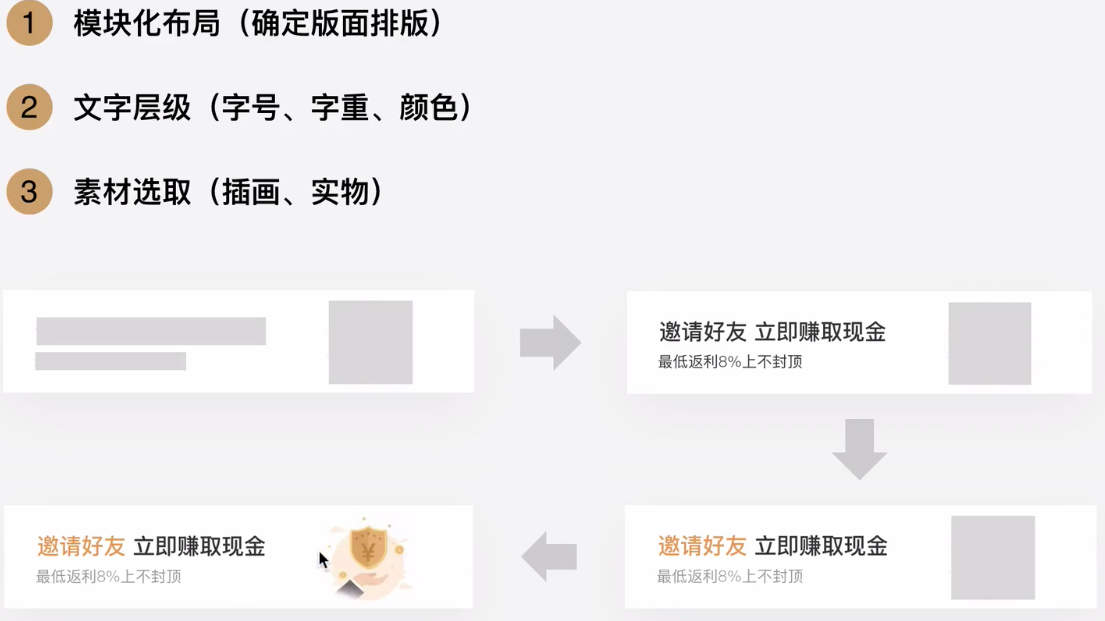 1 模块化布局（确定版面排版）
2 文字层级（字号、字重、颜色）
3 素材选取（插画、实物）
邀请好友 立即赚取现金
最低返利8%上不封顶
邀请好友 立即赚取现金
最低返利8%上不封顶
¥
邀请好友 立即赚取现金
最低返利8%上不封顶